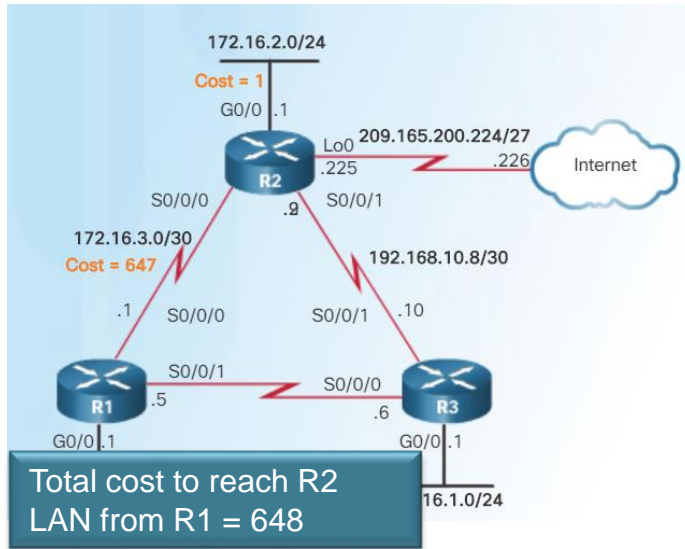 172.16.2.0/24
Cost = 1
G0/0 .1
Lo0
209.165.200.224/27
.225
.226
Internet
R2
S0/0/0
S0/0/1
172.16.3.0/30
Cost = 647
192.168.10.8/30
.1
S0/0/0
S0/0/1
.10
S0/0/1
S0/0/0
R1
.5
.6
R3
G0/0 .1
G0/0 .1
16.1.0/24
Total cost to reach R2
LAN from R1 = 648